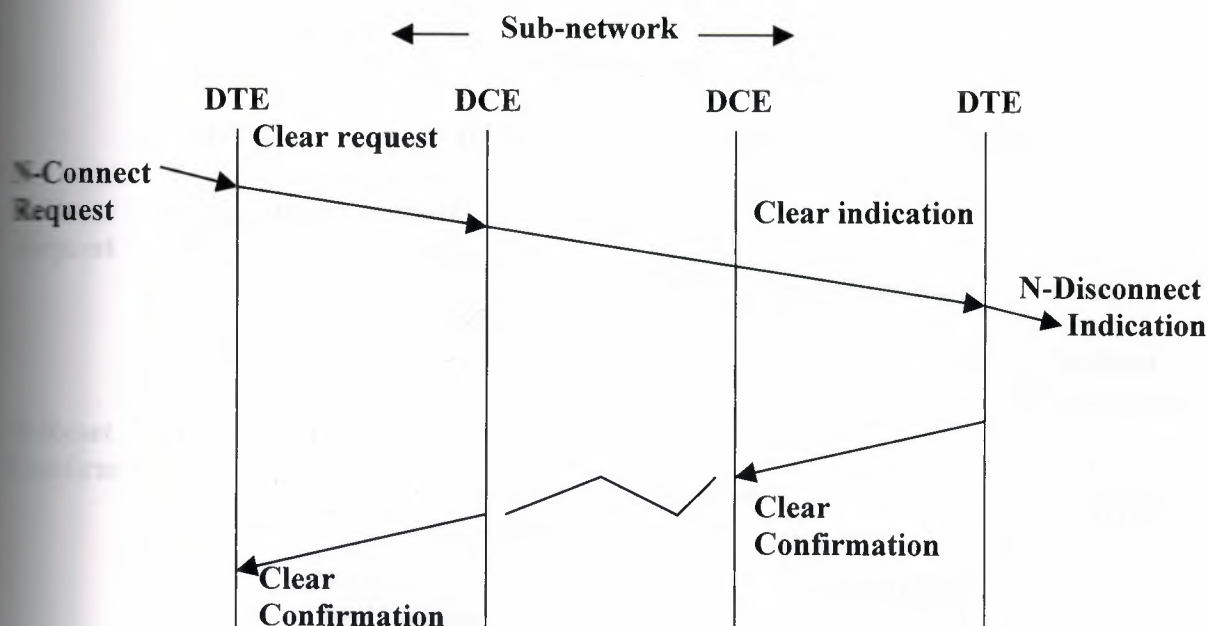 Sub-network
DTE DCE DCE DTE
Clear request
N-Connect
Request
Clear indication
N-Disconnect
Indication
Clear
Confirmation
Clear
Confirmation